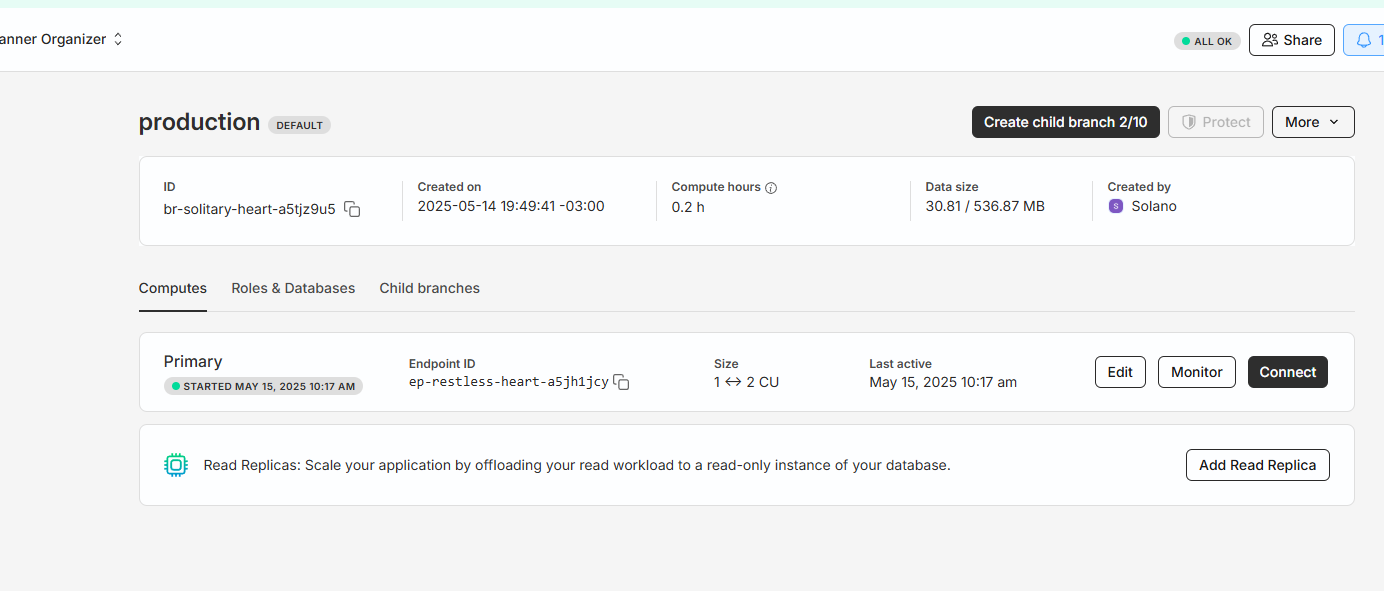 anner Organizer
ALL OK
Share
1
production DEFAULT
Create child branch 2/10
Protect
More
ID
br-solitary-heart-a5tjz9u5
Created on
2025-05-14 19:49:41 -03:00
Compute hours
0.2 h
Data size
30.81 / 536.87 MB
Created by
S Solano
Computes Roles & Databases Child branches
Primary
STARTED MAY 15, 2025 10:17 AM
Endpoint ID
ep-restless-heart-a5jh1jcy
Size
1 ↔ 2 CU
Last active
May 15, 2025 10:17 am
Edit
Monitor
Connect
Read Replicas: Scale your application by offloading your read workload to a read-only instance of your database.
Add Read Replica